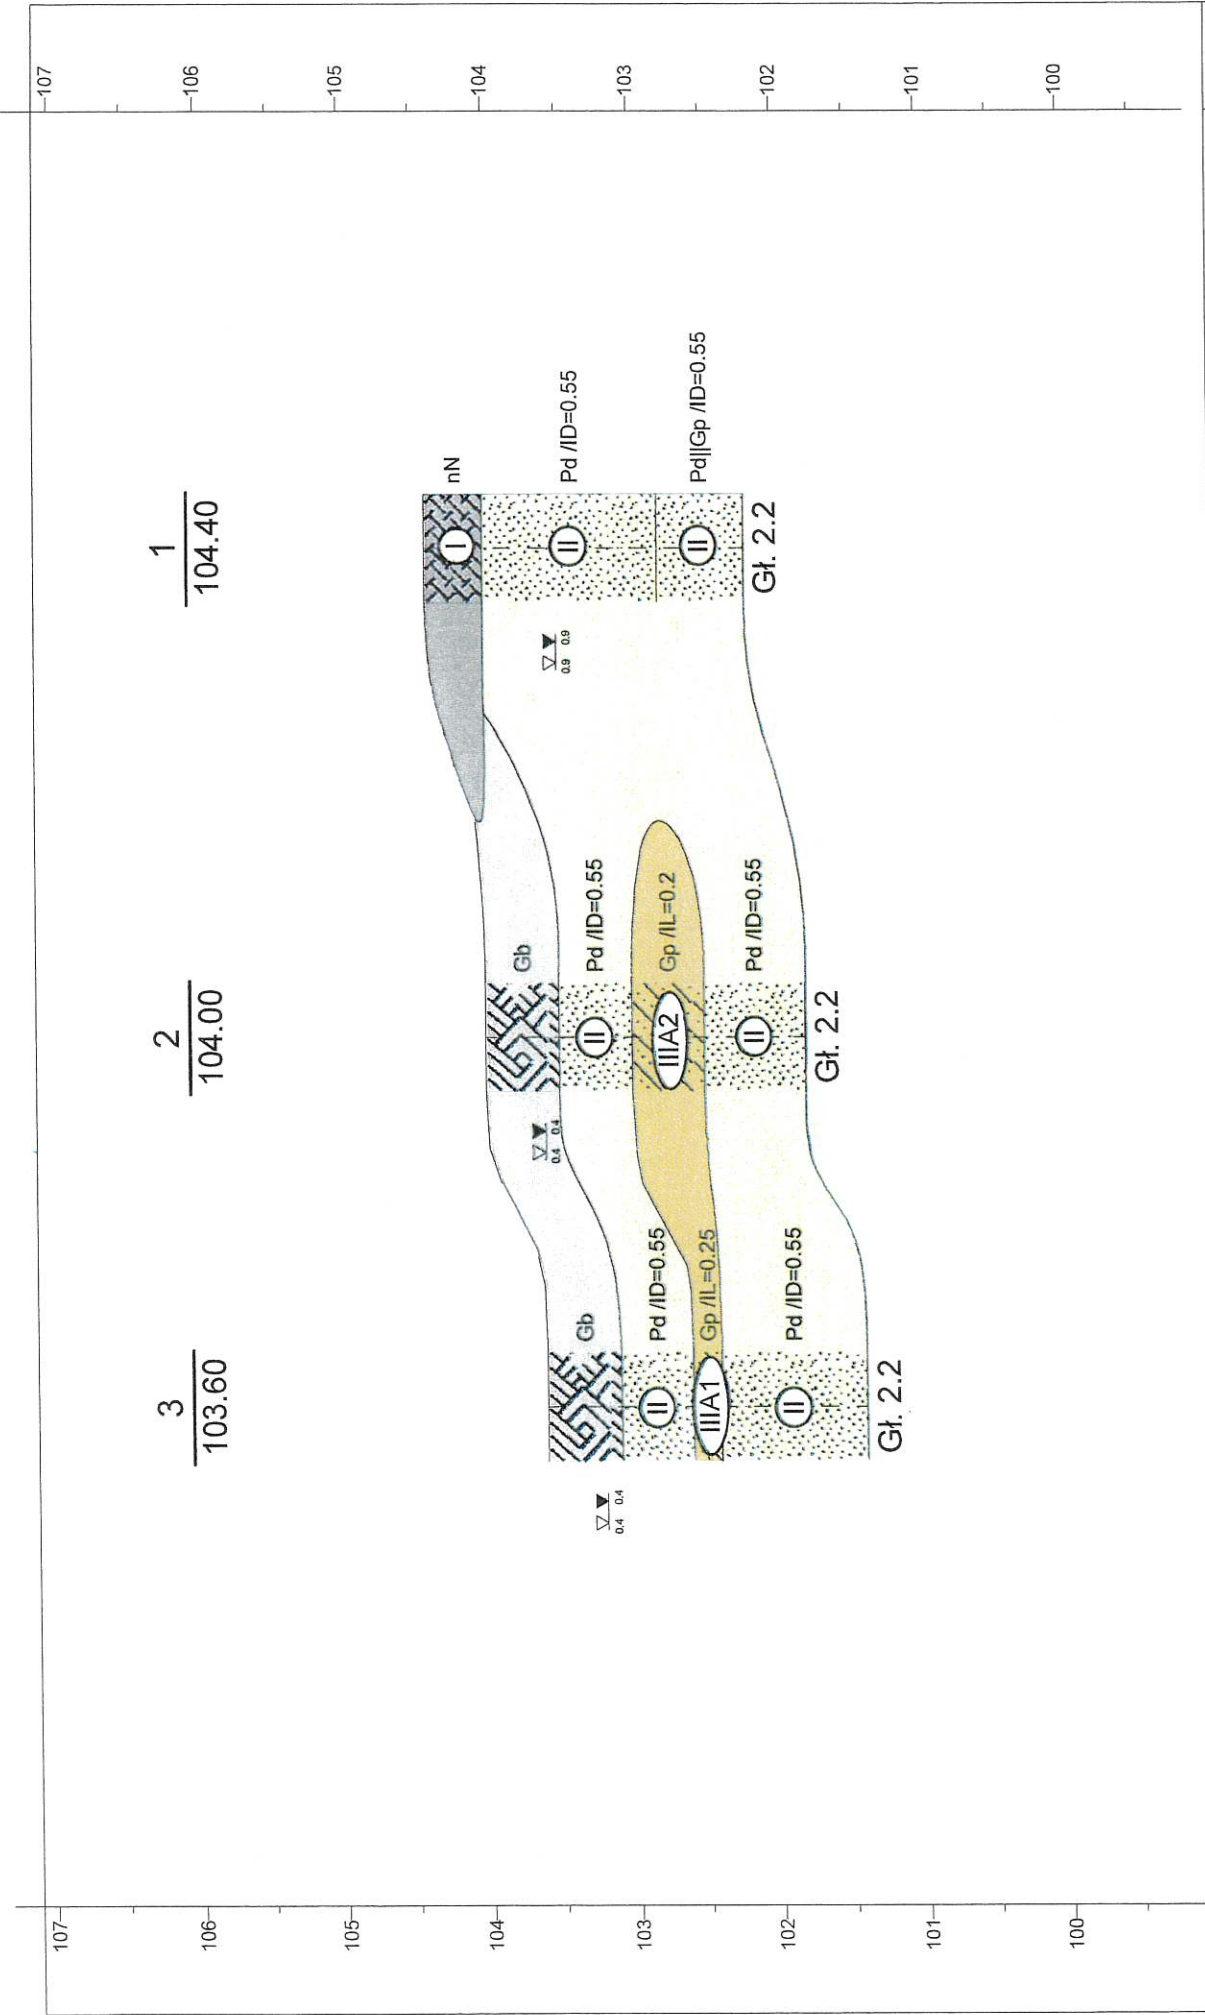 3
103.60
2
104.00
1
104.40
107
106
105
104
103
102
101
100
Gb
Pd /ID=0.55
II
Gp /IL=0.25
IIIA1
Pd /ID=0.55
II
Gł. 2.2
0.4 0.4
Gb
Pd /ID=0.55
II
Gp /IL=0.2
IIIA2
Pd /ID=0.55
II
Gł. 2.2
0.4 0.4
nN
I
Pd /ID=0.55
II
Pd||Gp /ID=0.55
II
Gł. 2.2
0.9 0.9
107
106
105
104
103
102
101
100